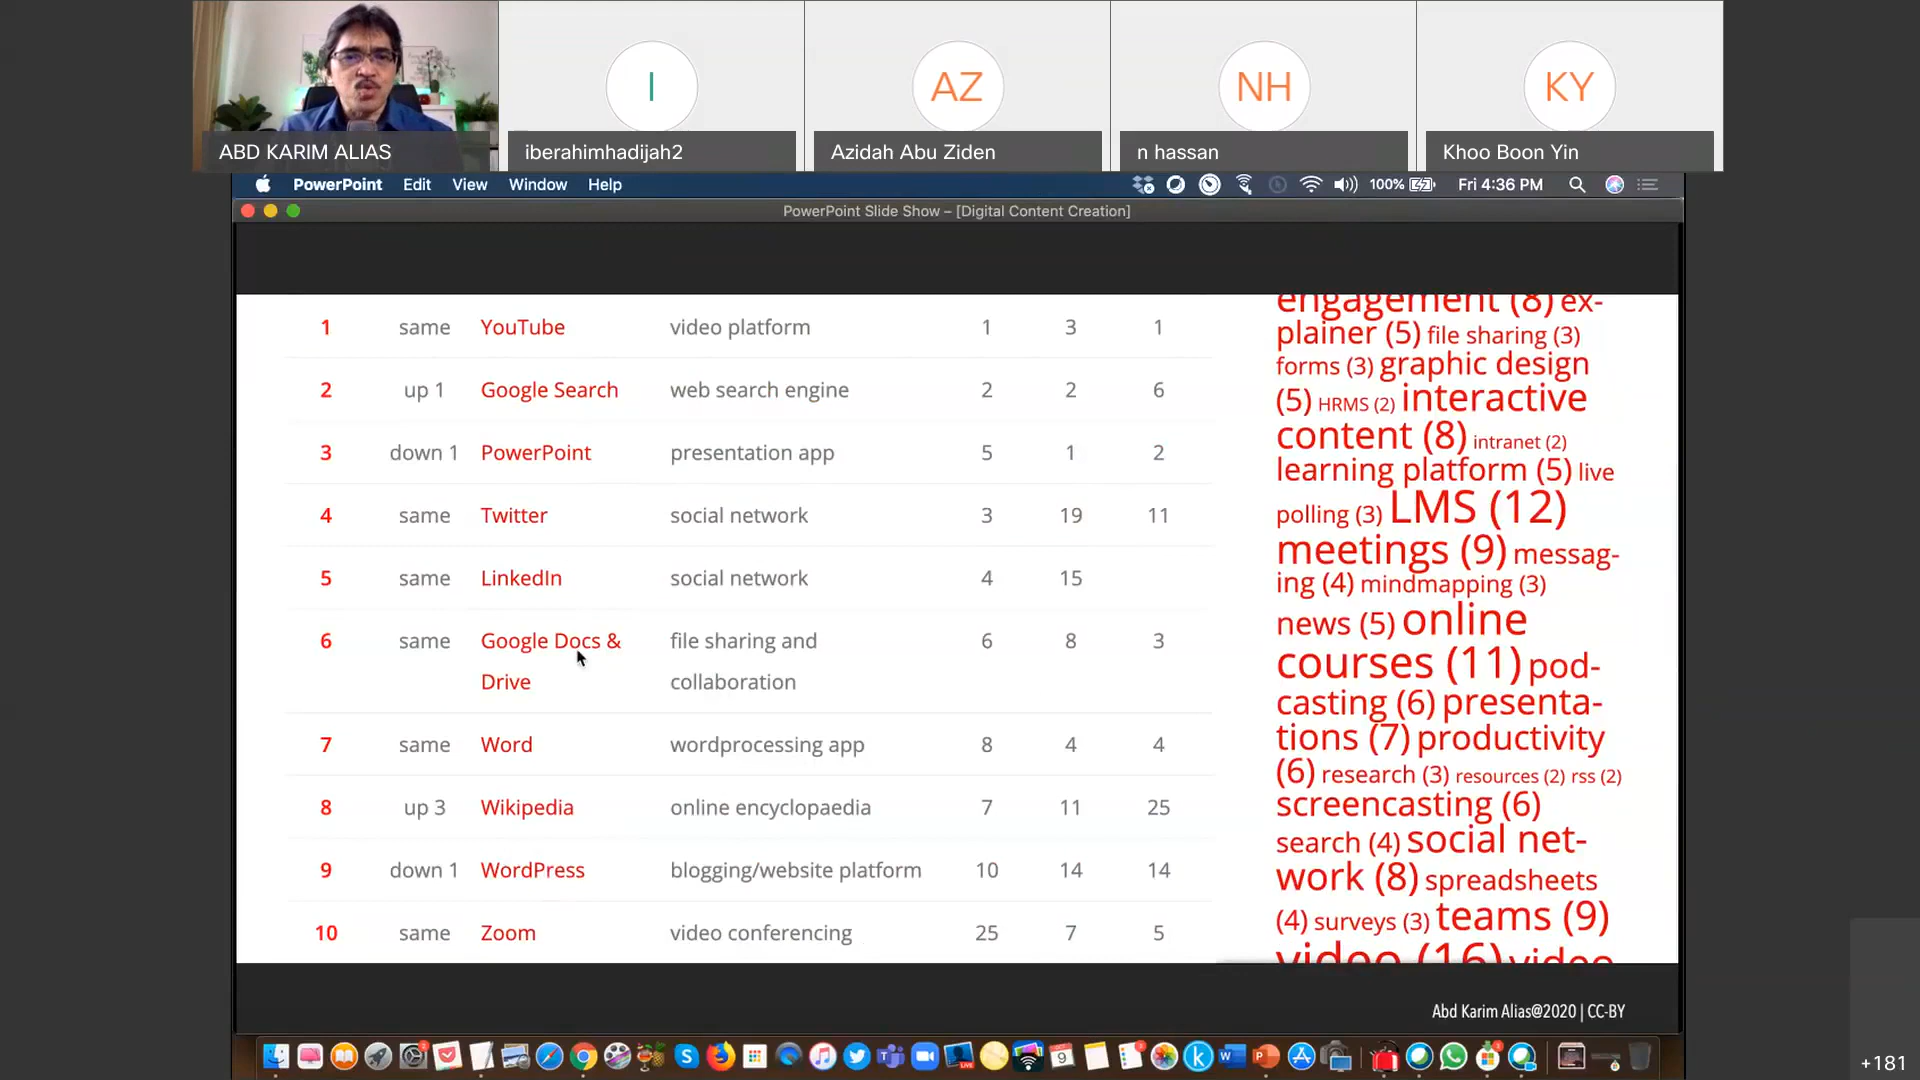 I
AZ
NH
KY
ABD KARIM ALIAS
iberahimhadijah2
Azidah Abu Ziden
n hassan
Khoo Boon Yin
PowerPoint Edit View Window Help
100% Fri 4:36 PM
PowerPoint Slide Show – [Digital Content Creation]
1 same YouTube video platform 1 3 1
2 up 1 Google Search web search engine 2 2 6
3 down 1 PowerPoint presentation app 5 1 2
4 same Twitter social network 3 19 11
5 same LinkedIn social network 4 15
6 same Google Docs & file sharing and 6 8 3
Drive collaboration
7 same Word wordprocessing app 8 4 4
8 up 3 Wikipedia online encyclopaedia 7 11 25
9 down 1 WordPress blogging/website platform 10 14 14
10 same Zoom video conferencing 25 7 5
engagement (8) ex-
plainer (5) file sharing (3)
forms (3) graphic design
(5) HRMS (2) interactive
content (8) intranet (2)
learning platform (5) live
polling (3) LMS (12)
meetings (9) messag-
ing (4) mindmapping (3)
news (5) online
courses (11) pod-
casting (6) presenta-
tions (7) productivity
(6) research (3) resources (2) rss (2)
screencasting (6)
search (4) social net-
work (8) spreadsheets
(4) surveys (3) teams (9)
video (16) video
Abd Karim Alias@2020 | CC-BY
+181